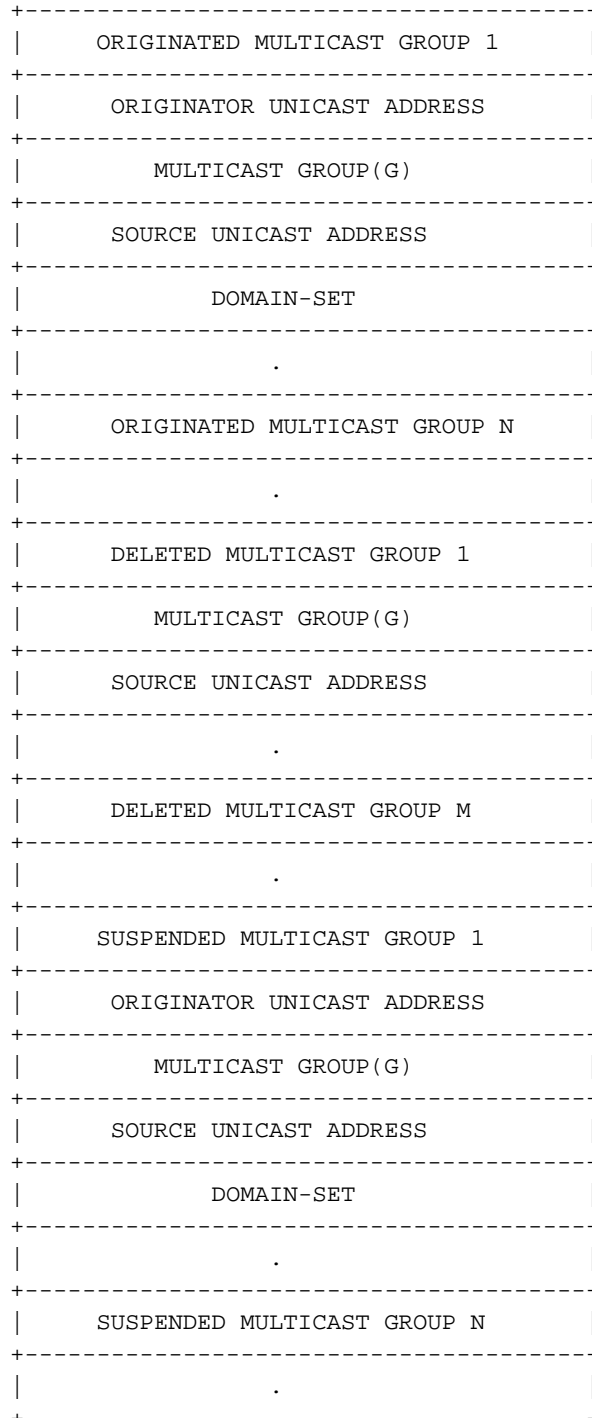 ORIGINATED MULTICAST GROUP 1
ORIGINATOR UNICAST ADDRESS
MULTICAST GROUP(G)
SOURCE UNICAST ADDRESS
DOMAIN-SET
.
ORIGINATED MULTICAST GROUP N
.
DELETED MULTICAST GROUP 1
MULTICAST GROUP(G)
SOURCE UNICAST ADDRESS
.
DELETED MULTICAST GROUP M
.
SUSPENDED MULTICAST GROUP 1
ORIGINATOR UNICAST ADDRESS
MULTICAST GROUP(G)
SOURCE UNICAST ADDRESS
DOMAIN-SET
.
SUSPENDED MULTICAST GROUP N
.